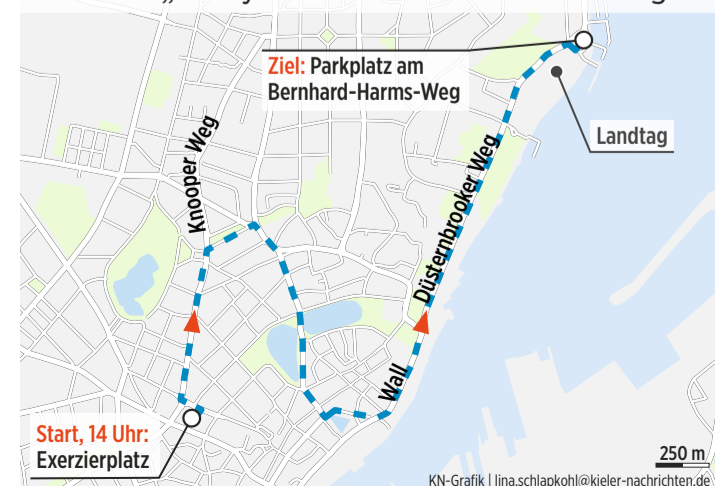 Ziel: Parkplatz am
Bernhard-Harms-Weg
Landtag
Knooper Weg
Düsternbrooker Weg
Wall
Start, 14 Uhr:
Exerzierplatz
250 m
KN-Grafik | lina.schlapkohl@kieler-nachrichten.de